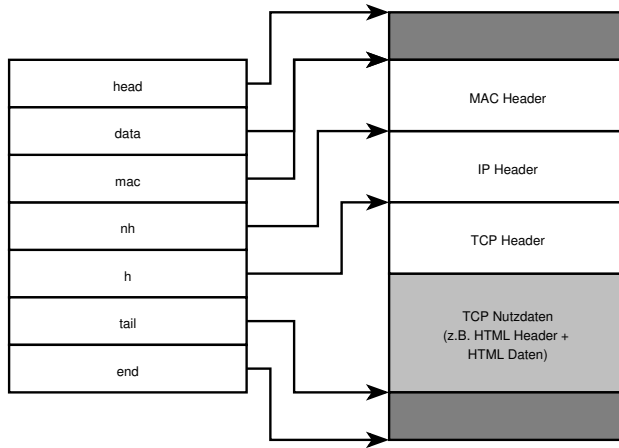 head
data
mac
nh
h
tail
end
MAC Header
IP Header
TCP Header
TCP Nutzdaten
(z.B. HTML Header +
HTML Daten)